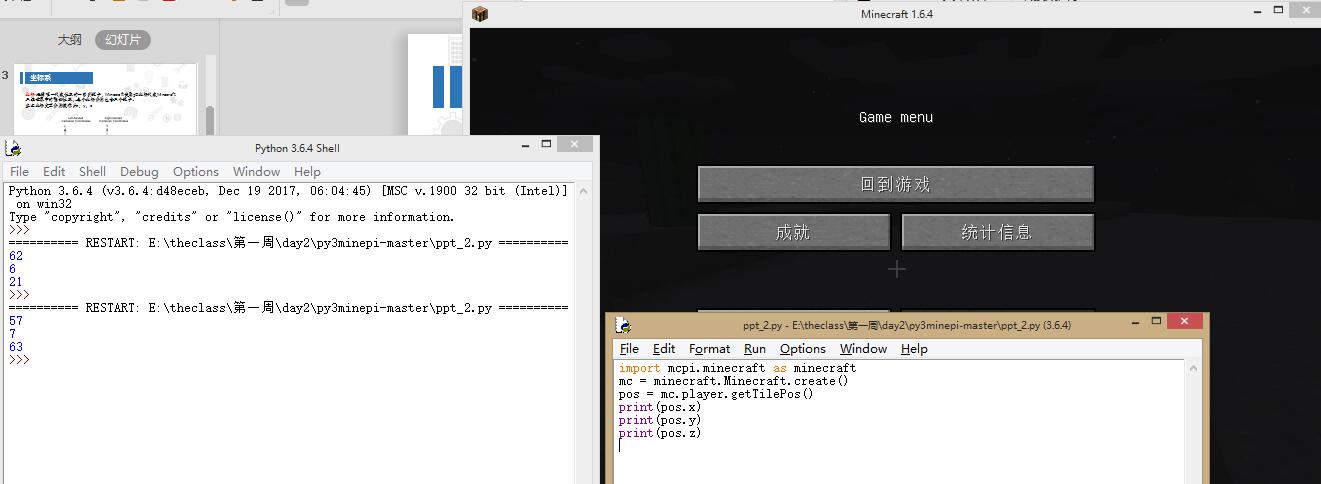 大纲
幻灯片
3
坐标系
Minecraft 1.6.4
Game menu
回到游戏
成就
统计信息
Python 3.6.4 Shell
File Edit Shell Debug Options Window Help
Python 3.6.4 (v3.6.4:d48eceb, Dec 19 2017, 06:04:45) [MSC v.1900 32 bit (Intel)]
on win32
Type "copyright", "credits" or "license()" for more information.
>>>
========== RESTART: E:\theclass\第一周\day2\py3minepi-master\ppt_2.py ==========
62
6
21
>>>
========== RESTART: E:\theclass\第一周\day2\py3minepi-master\ppt_2.py ==========
57
7
63
>>>
ppt_2.py - E:\theclass\第一周\day2\py3minepi-master\ppt_2.py (3.6.4)
File Edit Format Run Options Window Help
import mcpi.minecraft as minecraft
mc = minecraft.Minecraft.create()
pos = mc.player.getTilePos()
print(pos.x)
print(pos.y)
print(pos.z)